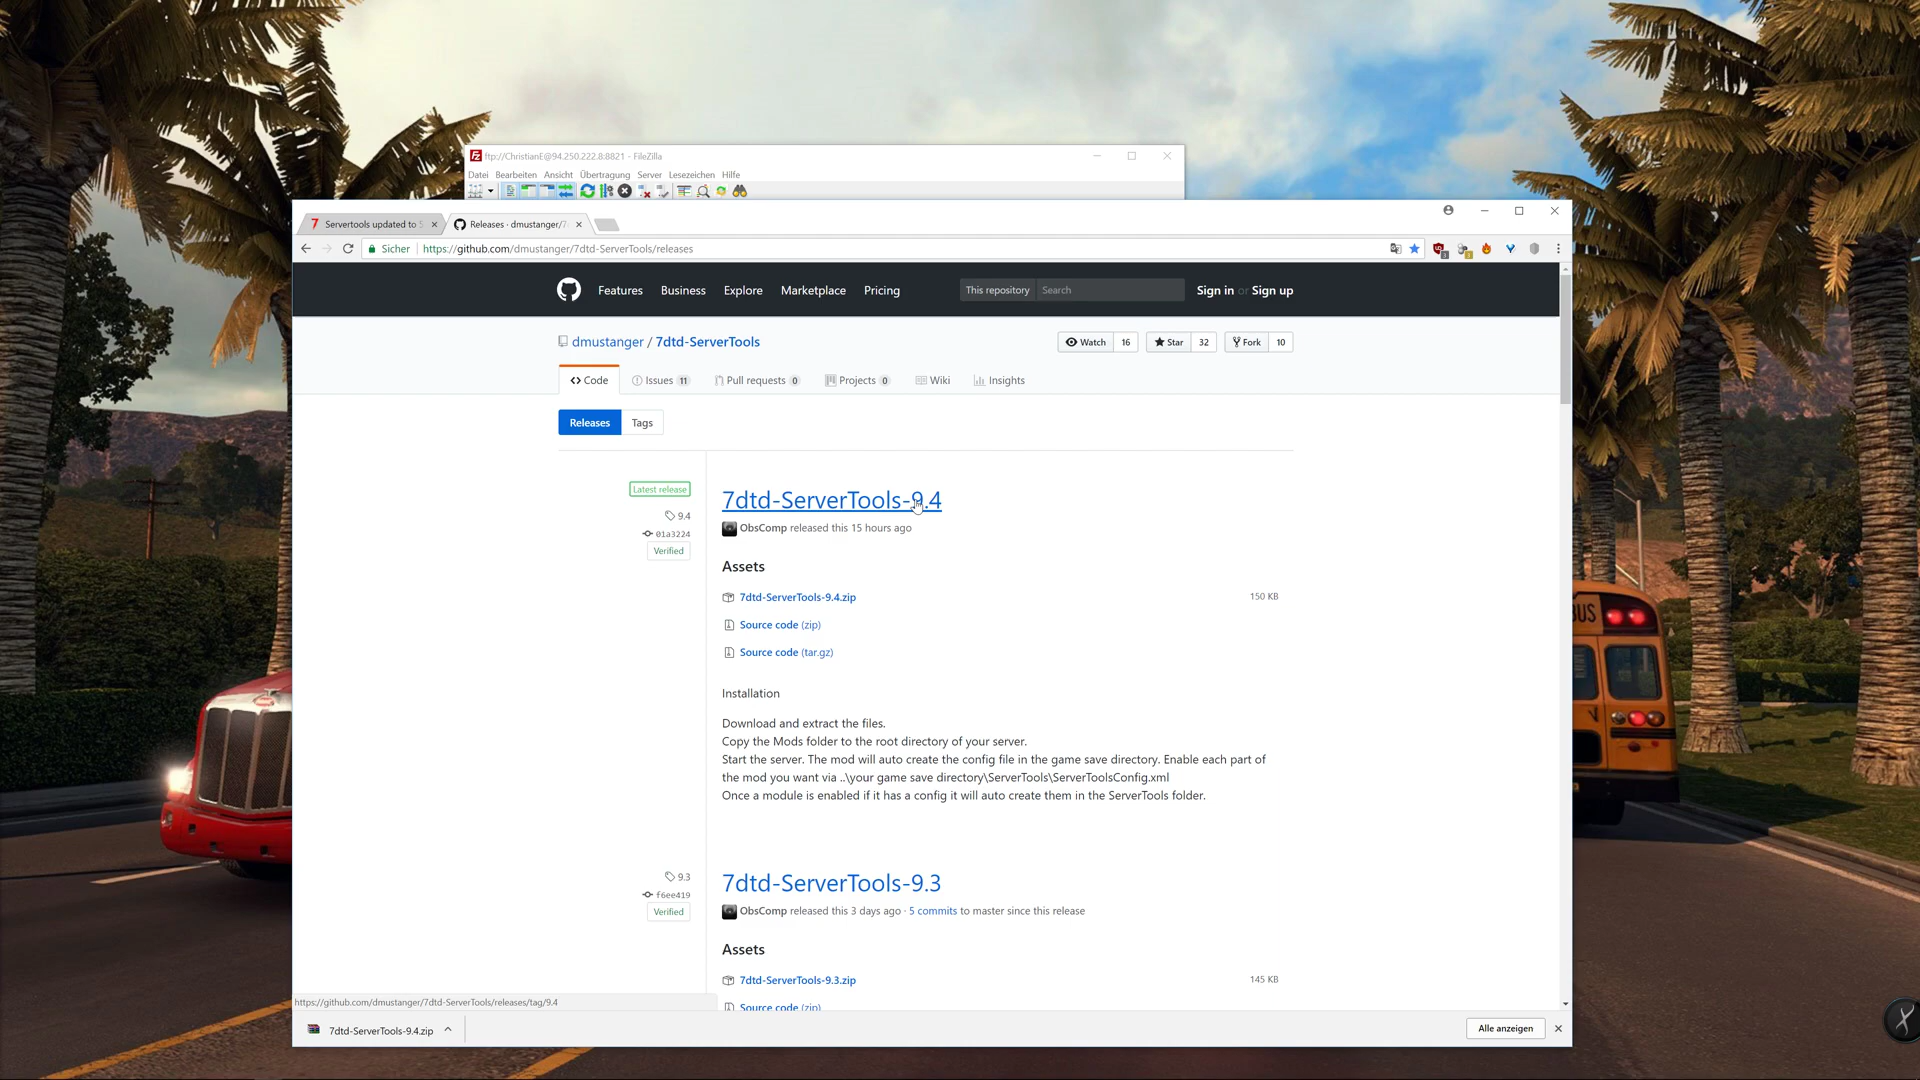 ftp://ChristianE@94.250.222.8:8821 - FileZilla
Datei Bearbeiten Ansicht Übertragung Server Lesezeichen Hilfe
Servertools updated to
Releases · dmustanger/7
Sicher https://github.com/dmustanger/7dtd-ServerTools/releases
Features Business Explore Marketplace Pricing
This repository Search
Sign in or Sign up
dmustanger / 7dtd-ServerTools
Watch 16 Star 32 Fork 10
Code Issues 11 Pull requests 0 Projects 0 Wiki Insights
Releases Tags
Latest release
9.4
01a3224
Verified
7dtd-ServerTools-9.4
ObsComp released this 15 hours ago
Assets
7dtd-ServerTools-9.4.zip 150 KB
Source code (zip)
Source code (tar.gz)
Installation
Download and extract the files.
Copy the Mods folder to the root directory of your server.
Start the server. The mod will auto create the config file in the game save directory. Enable each part of
the mod you want via ..\your game save directory\ServerTools\ServerToolsConfig.xml
Once a module is enabled if it has a config it will auto create them in the ServerTools folder.
9.3
f6ee419
Verified
7dtd-ServerTools-9.3
ObsComp released this 3 days ago · 5 commits to master since this release
Assets
7dtd-ServerTools-9.3.zip 145 KB
Source code (zip)
https://github.com/dmustanger/7dtd-ServerTools/releases/tag/9.4
7dtd-ServerTools-9.4.zip
Alle anzeigen
BUS